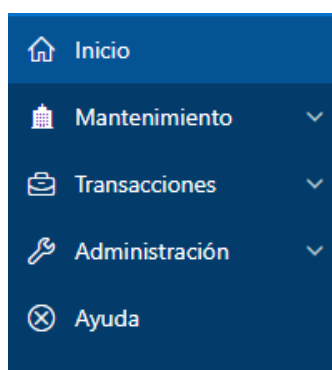 Inicio
Mantenimiento
Transacciones
Administración
Ayuda